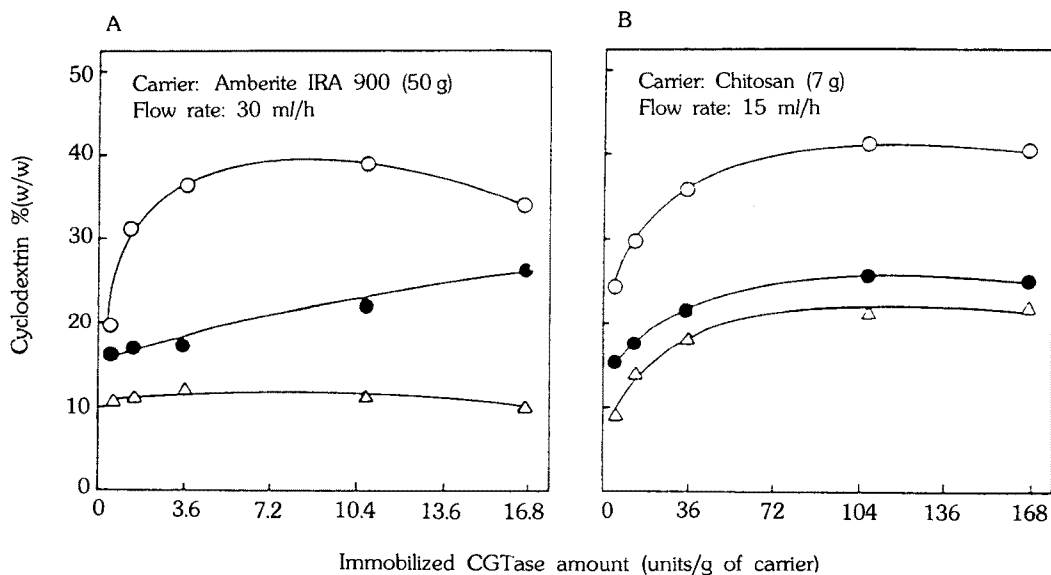 A
B
50
40
30
20
10
0
Cyclodextrin %(w/w)
Carrier: Amberite IRA 900 (50 g)
Flow rate: 30 ml/h
Carrier: Chitosan (7 g)
Flow rate: 15 ml/h
0 3.6 7.2 10.4 13.6 16.8
0 36 72 104 136 168
Immobilized CGTase amount (units/g of carrier)